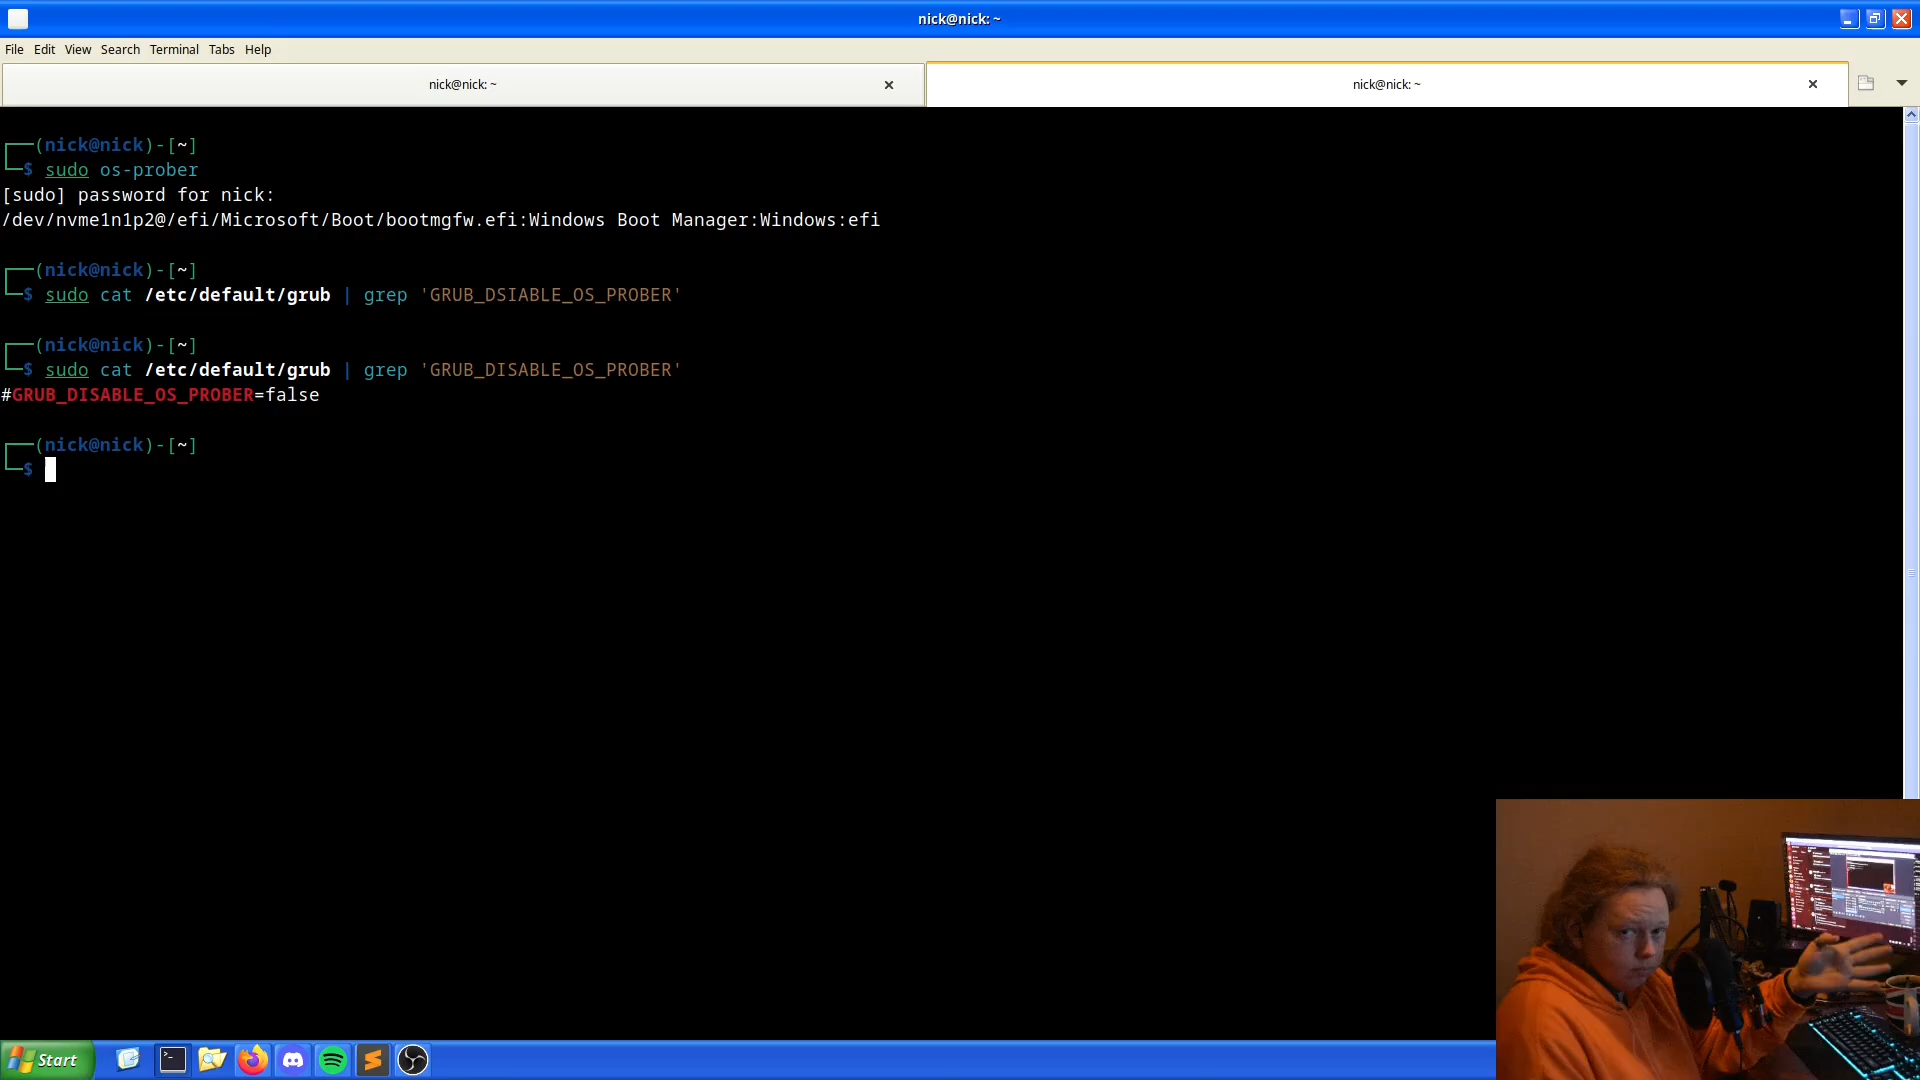 nick@nick: ~
File Edit View Search Terminal Tabs Help
nick@nick: ~ nick@nick: ~
(nick@nick)-[~]
$ sudo os-prober
[sudo] password for nick:
/dev/nvme1n1p2@/efi/Microsoft/Boot/bootmgfw.efi:Windows Boot Manager:Windows:efi
(nick@nick)-[~]
$ sudo cat /etc/default/grub | grep 'GRUB_DSIABLE_OS_PROBER'
(nick@nick)-[~]
$ sudo cat /etc/default/grub | grep 'GRUB_DISABLE_OS_PROBER'
#GRUB_DISABLE_OS_PROBER=false
(nick@nick)-[~]
$
Start